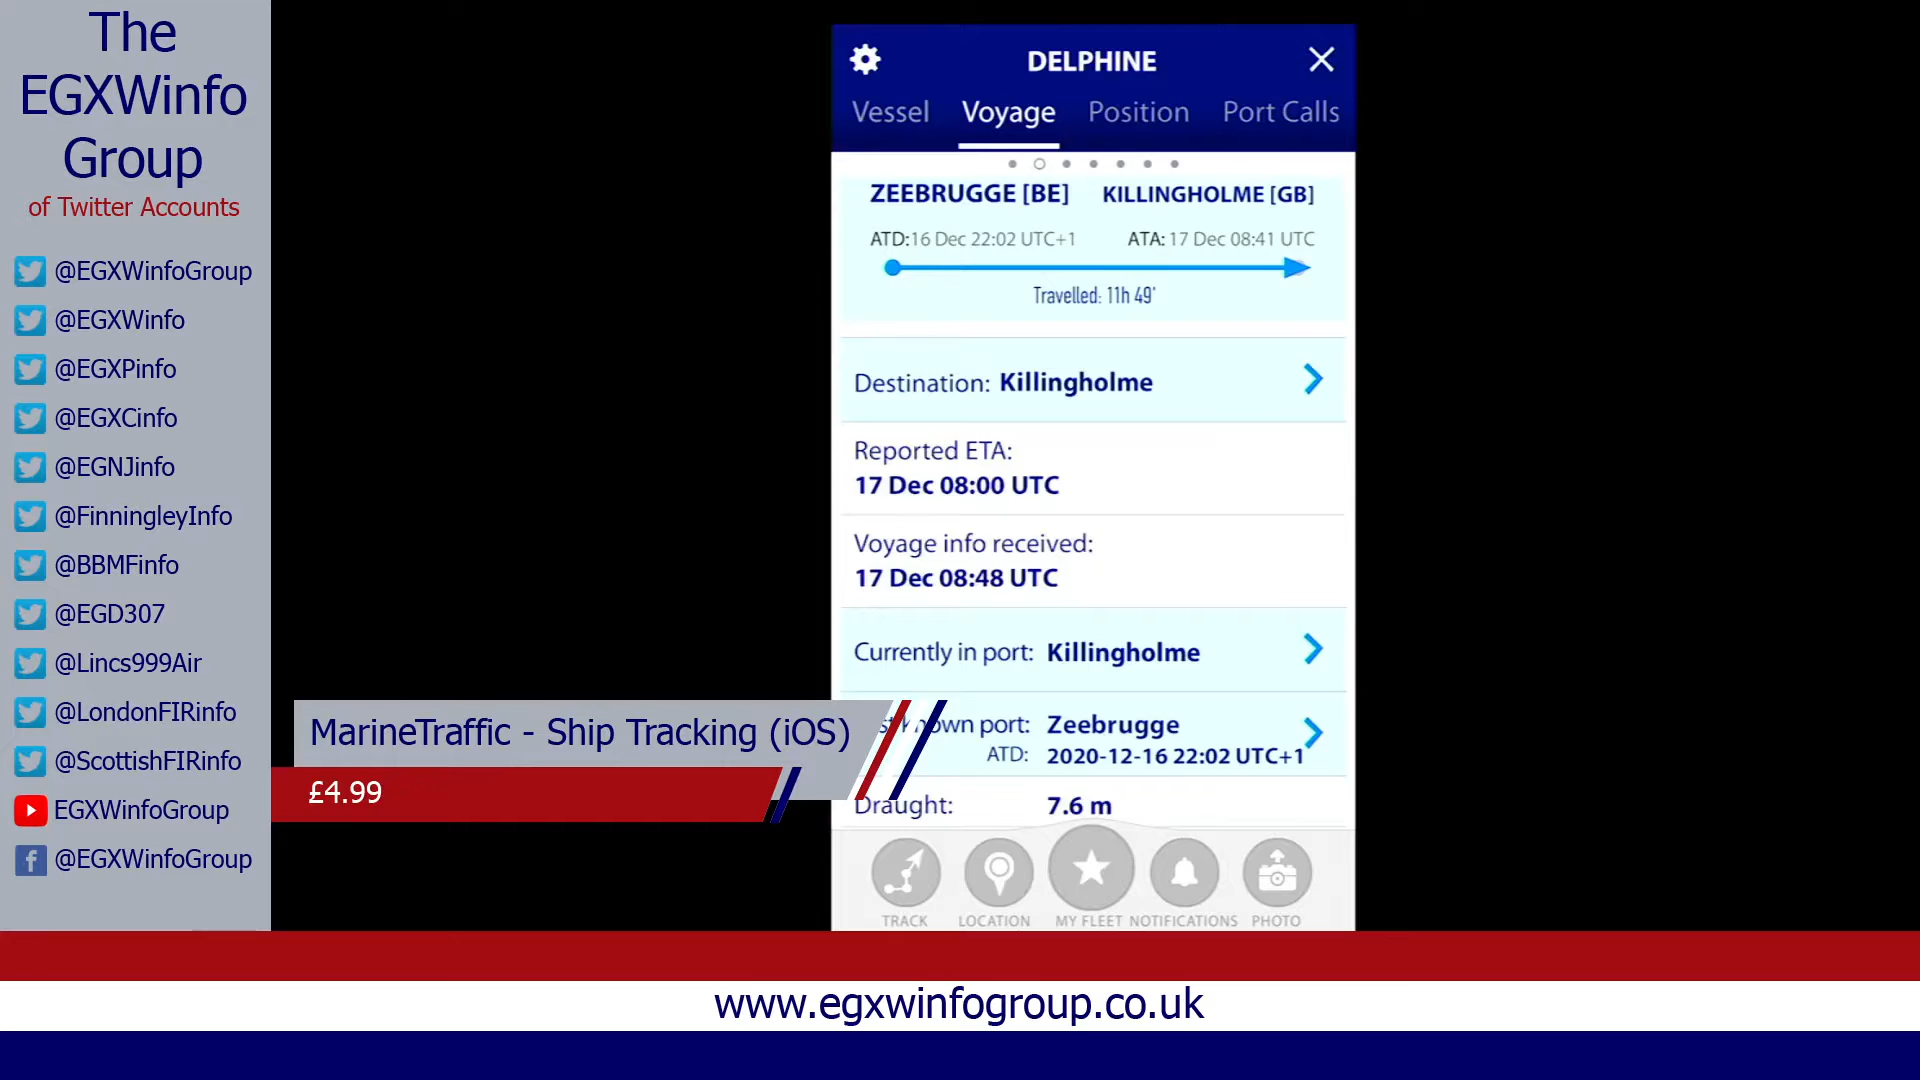 The
EGXWinfo
Group
of Twitter Accounts
@EGXWinfoGroup
@EGXWinfo
@EGXPinfo
@EGXCinfo
@EGNJinfo
@FinningleyInfo
@BBMFinfo
@EGD307
@Lincs999Air
@LondonFIRinfo
@ScottishFIRinfo
EGXWinfoGroup
@EGXWinfoGroup
DELPHINE
Vessel Voyage Position Port Calls
ZEEBRUGGE [BE] KILLINGHOLME [GB]
ATD:16 Dec 22:02 UTC+1 ATA: 17 Dec 08:41 UTC
Travelled: 11h 49'
Destination: Killingholme
Reported ETA:
17 Dec 08:00 UTC
Voyage info received:
17 Dec 08:48 UTC
Currently in port: Killingholme
port: Zeebrugge
ATD: 2020-12-16 22:02 UTC+1
Draught: 7.6 m
TRACK LOCATION MY FLEET NOTIFICATIONS PHOTO
MarineTraffic - Ship Tracking (iOS)
£4.99
www.egxwinfogroup.co.uk